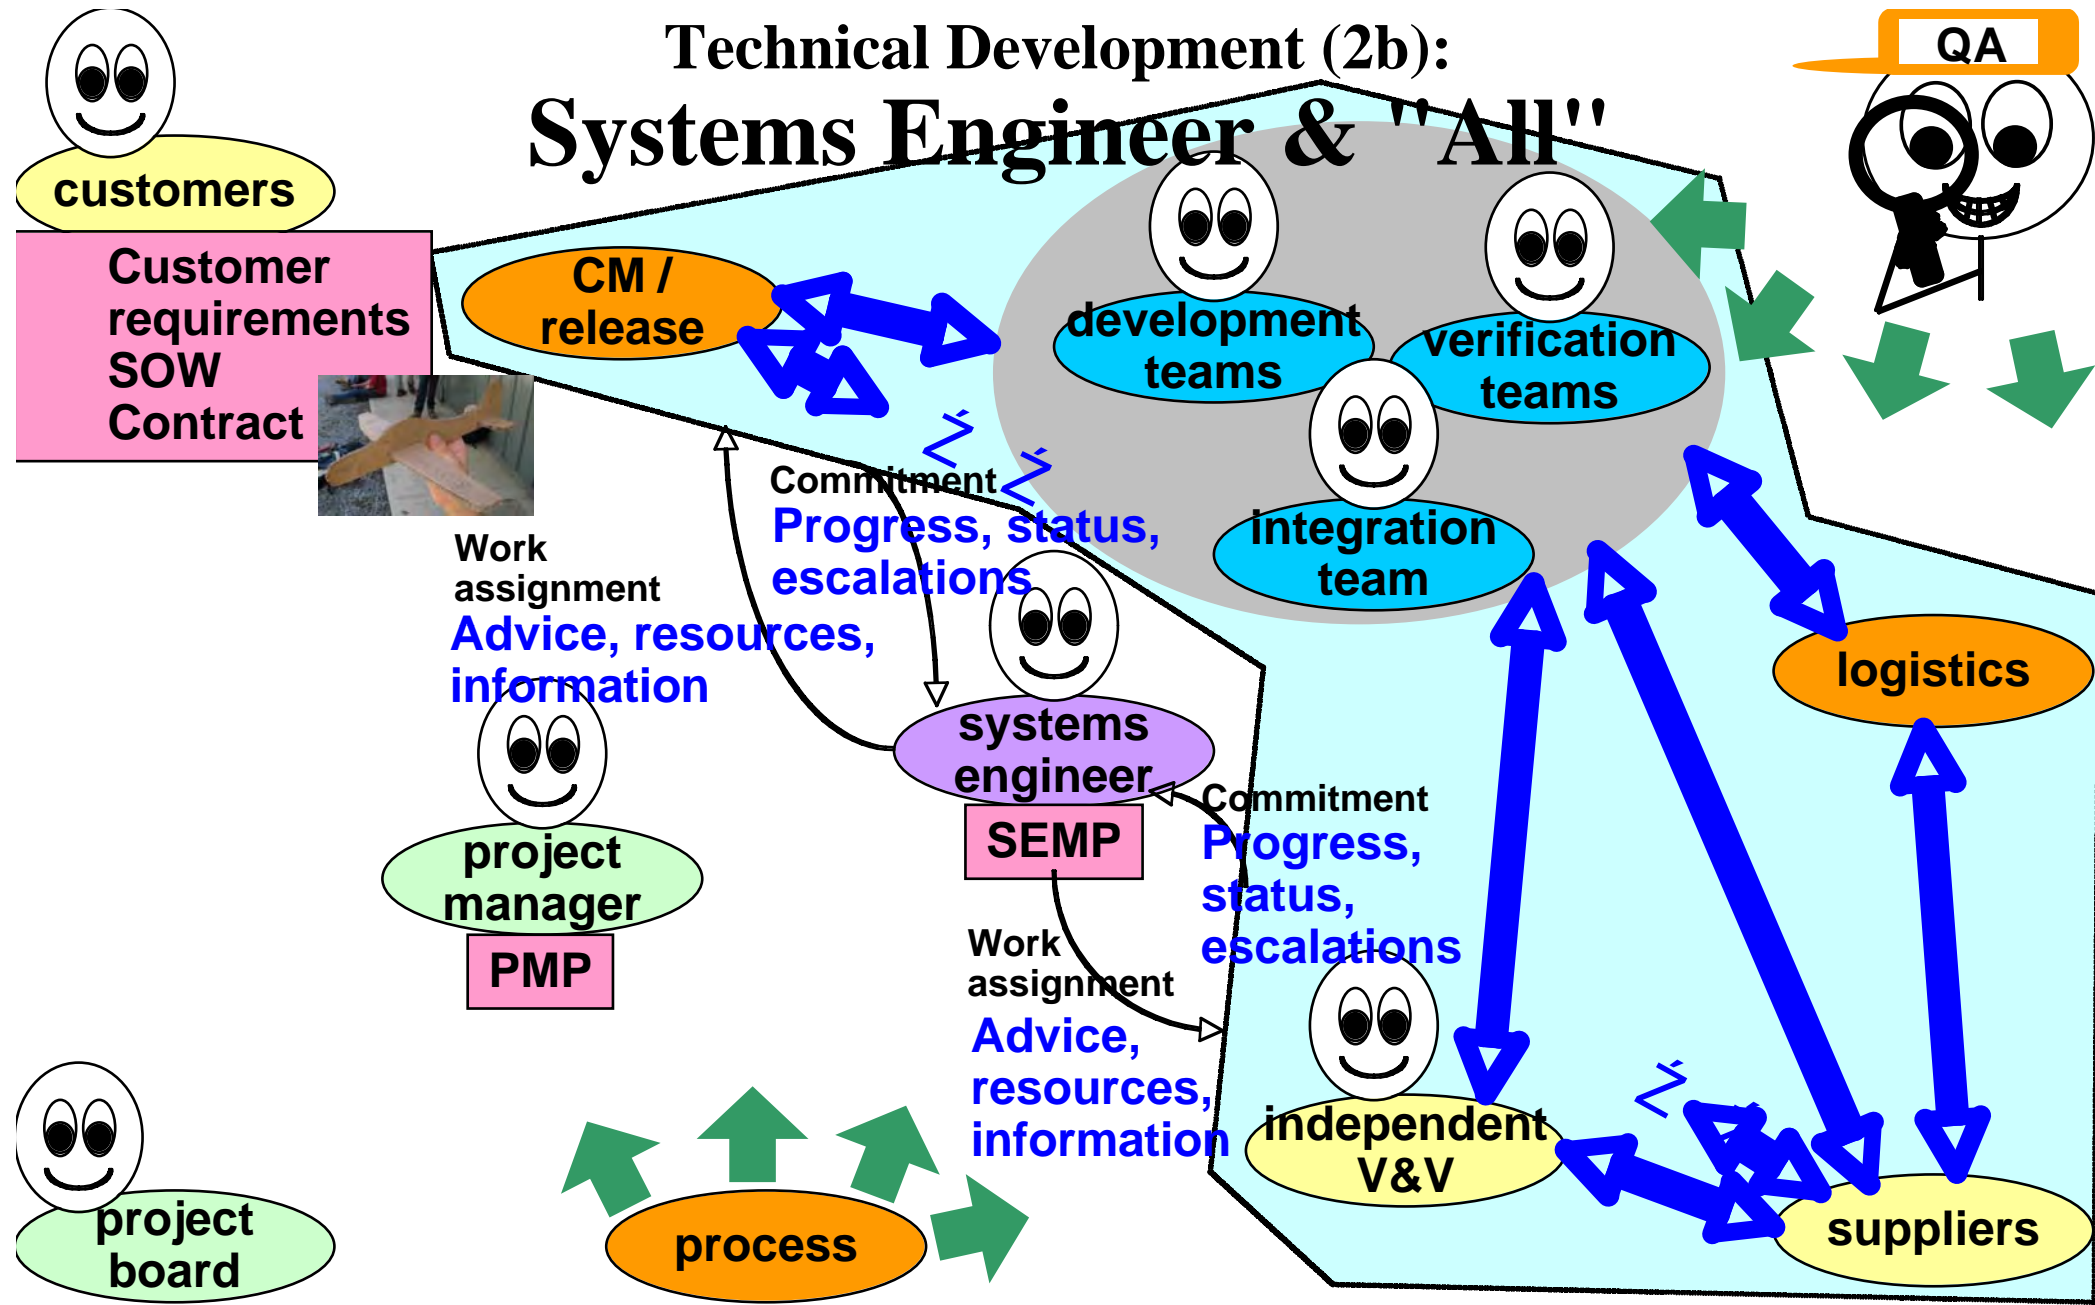 Technical Development (2b):
Systems Engineer & "All"
QA
customers
Customer
requirements
SOW
Contract
CM /
release
development
teams
verification
teams
integration
team
Ź
Ź
Commitment
Progress, status,
escalations
Work
assignment
Advice, resources,
information
logistics
systems
engineer
SEMP
project
manager
PMP
Commitment
Progress,
status,
escalations
Work
assignment
Advice,
resources,
information
Ź
independent
V&V
suppliers
project
board
process